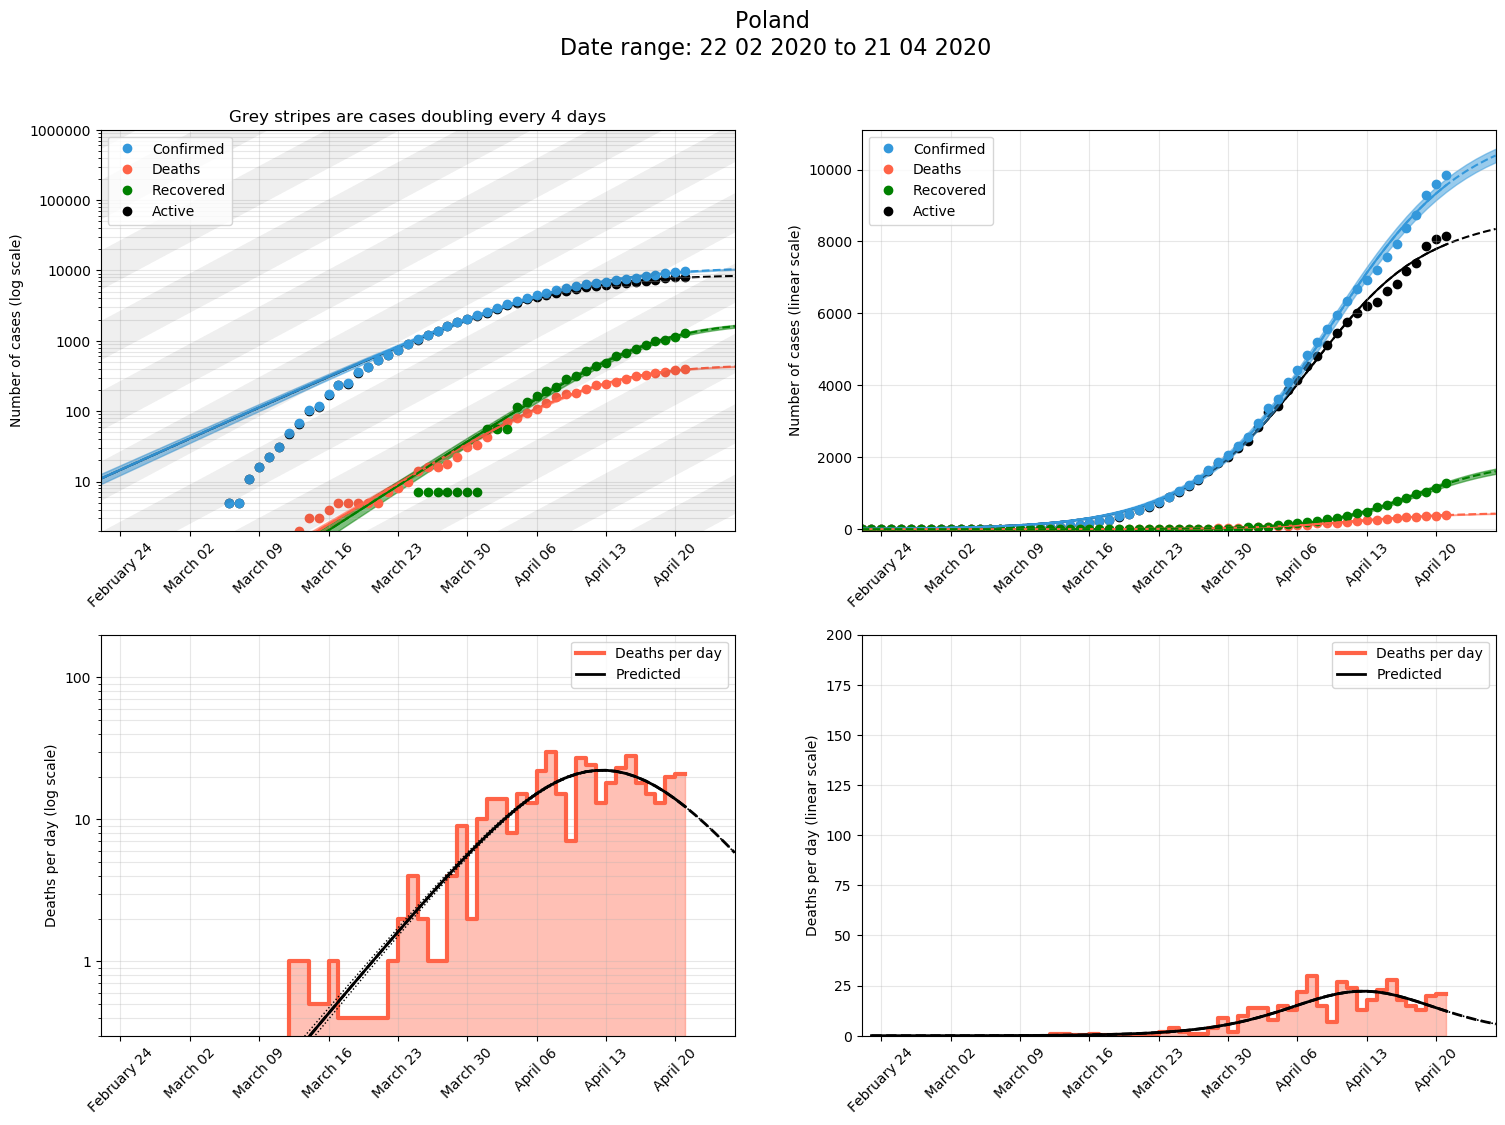 Poland
Date range: 22 02 2020 to 21 04 2020
Grey stripes are cases doubling every 4 days
Number of cases (log scale)
1000000
100000
10000
1000
100
10
Confirmed
Deaths
Recovered
Active
February 24
March 02
March 09
March 16
March 23
March 30
April 06
April 13
April 20
Number of cases (linear scale)
10000
8000
6000
4000
2000
0
Confirmed
Deaths
Recovered
Active
February 24
March 02
March 09
March 16
March 23
March 30
April 06
April 13
April 20
Deaths per day (log scale)
100
10
1
Deaths per day
Predicted
February 24
March 02
March 09
March 16
March 23
March 30
April 06
April 13
April 20
Deaths per day (linear scale)
200
175
150
125
100
75
50
25
0
Deaths per day
Predicted
February 24
March 02
March 09
March 16
March 23
March 30
April 06
April 13
April 20